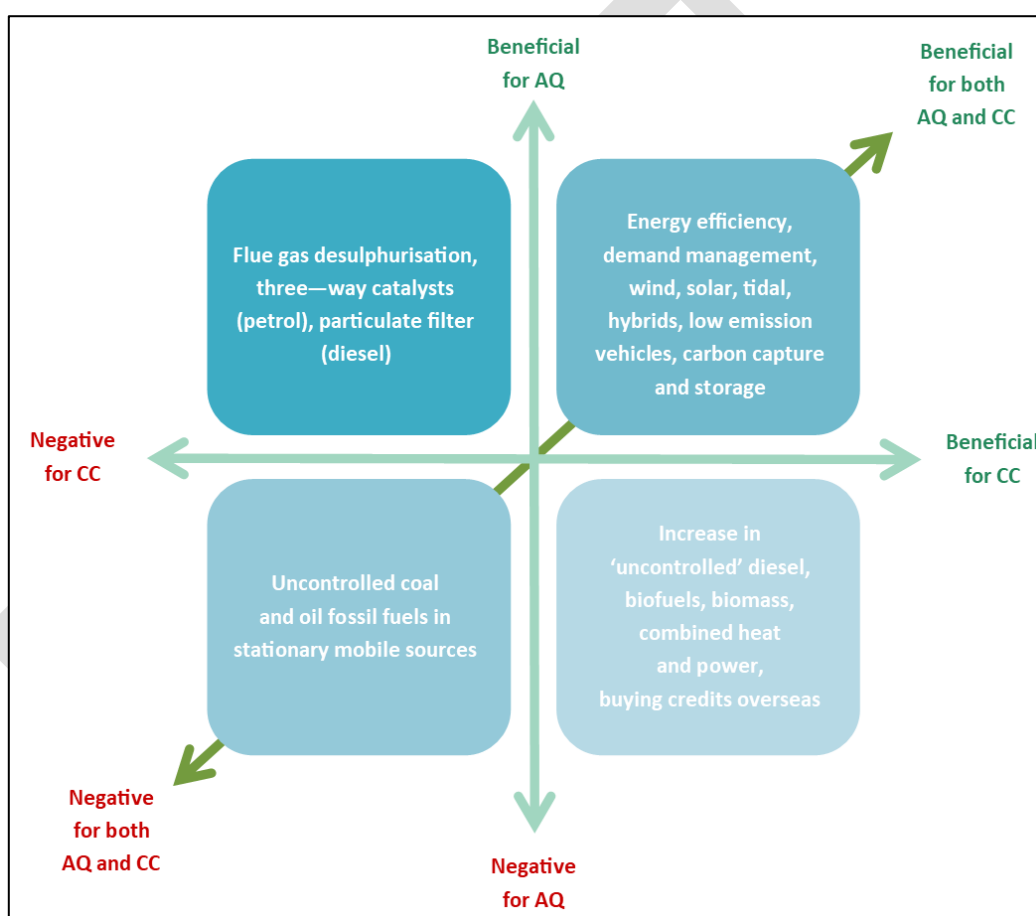 Beneficial
for AQ
Beneficial
for both
AQ and CC
Flue gas desulphurisation,
three—way catalysts
(petrol), particulate filter
(diesel)
Energy efficiency,
demand management,
wind, solar, tidal,
hybrids, low emission
vehicles, carbon capture
and storage
Negative
for CC
Beneficial
for CC
Uncontrolled coal
and oil fossil fuels in
stationary mobile sources
Increase in
‘uncontrolled’ diesel,
biofuels, biomass,
combined heat
and power,
buying credits overseas
Negative
for both
AQ and CC
Negative
for AQ